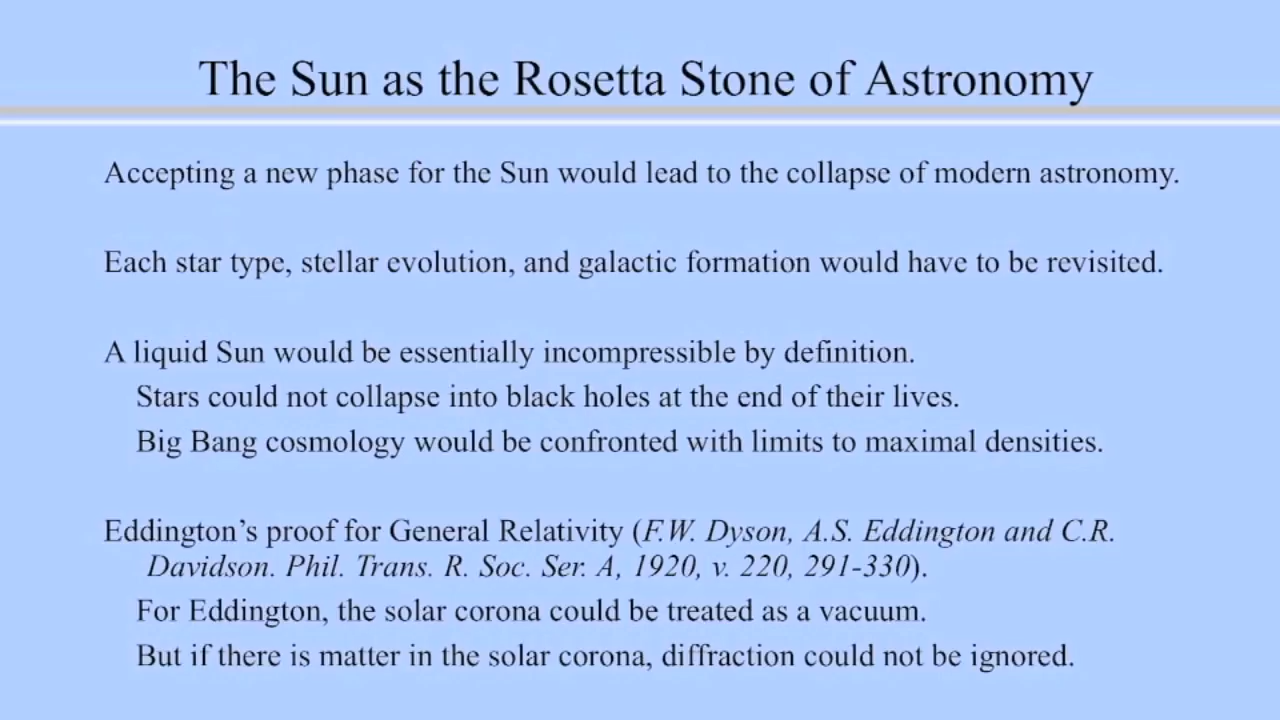 The Sun as the Rosetta Stone of Astronomy
Accepting a new phase for the Sun would lead to the collapse of modern astronomy.
Each star type, stellar evolution, and galactic formation would have to be revisited.
A liquid Sun would be essentially incompressible by definition.
Stars could not collapse into black holes at the end of their lives.
Big Bang cosmology would be confronted with limits to maximal densities.
Eddington’s proof for General Relativity (F.W. Dyson, A.S. Eddington and C.R.
Davidson. Phil. Trans. R. Soc. Ser. A, 1920, v. 220, 291-330).
For Eddington, the solar corona could be treated as a vacuum.
But if there is matter in the solar corona, diffraction could not be ignored.